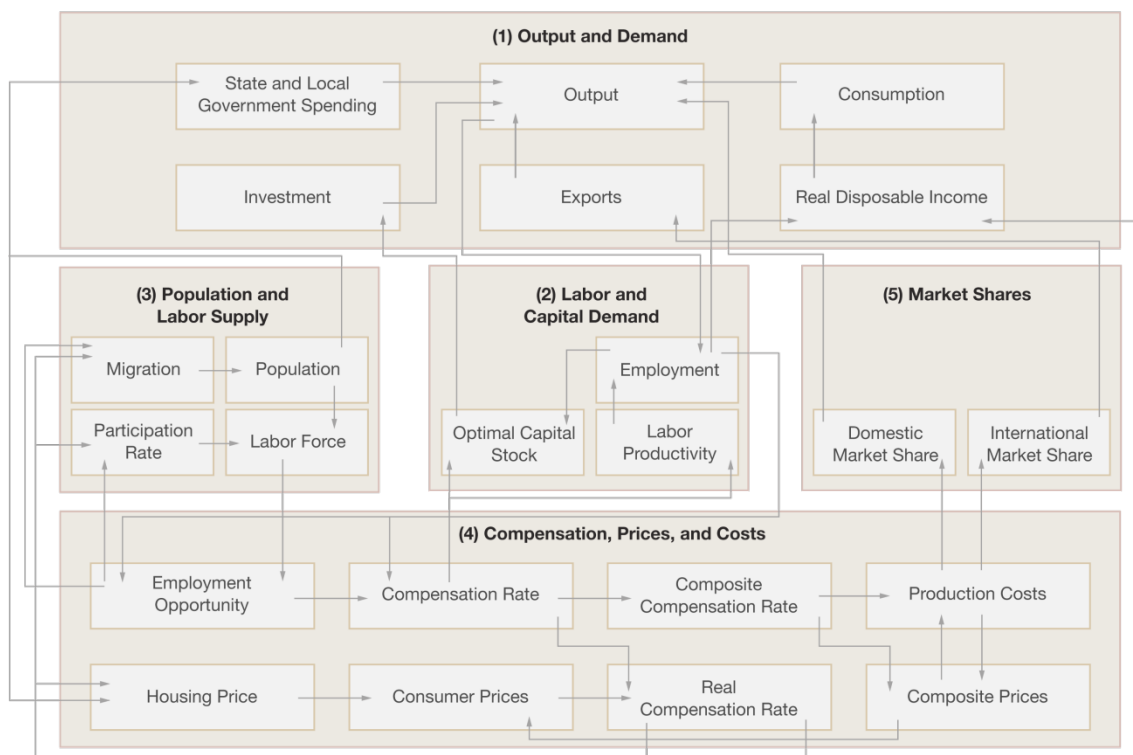 (1) Output and Demand
State and Local
Government Spending
Output
Consumption
Investment
Exports
Real Disposable Income
(3) Population and
Labor Supply
Migration
Population
Participation
Rate
Labor Force
(2) Labor and
Capital Demand
Employment
Optimal Capital
Stock
Labor
Productivity
(5) Market Shares
Domestic
Market Share
International
Market Share
(4) Compensation, Prices, and Costs
Employment
Opportunity
Compensation Rate
Composite
Compensation Rate
Production Costs
Housing Price
Consumer Prices
Real
Compensation Rate
Composite Prices